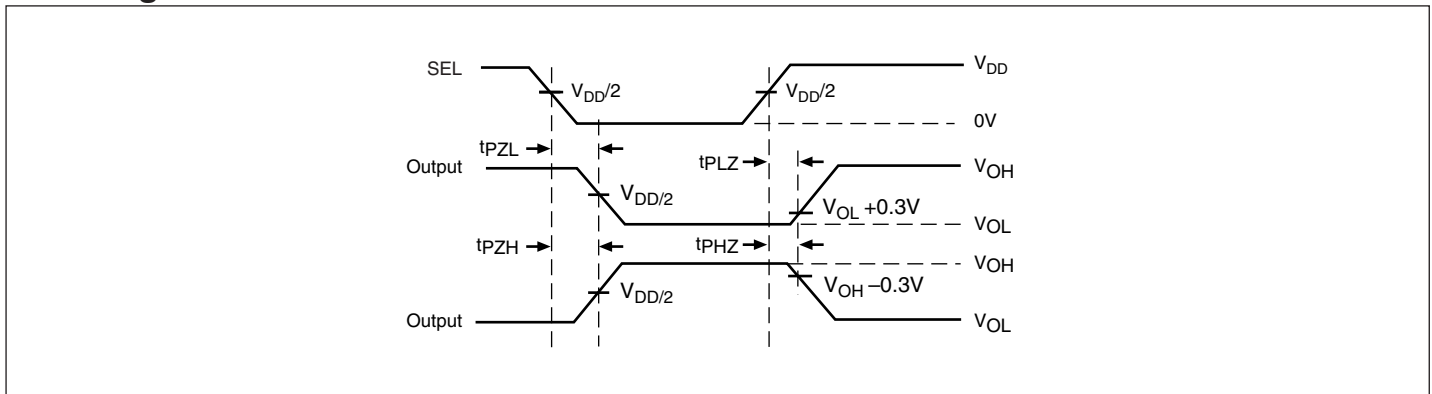 SEL
VDD/2
VDD/2
VDD
0V
tPZL
tPLZ
Output
VOH
VDD/2
VOL +0.3V
VOL
tPZH
tPHZ
VOH
VDD/2
VOH –0.3V
Output
VOL